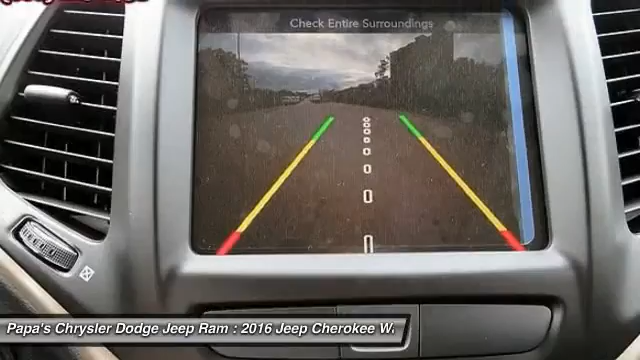 Check Entire Surroundings
Papa's Chrysler Dodge Jeep Ram : 2016 Jeep Cherokee W.